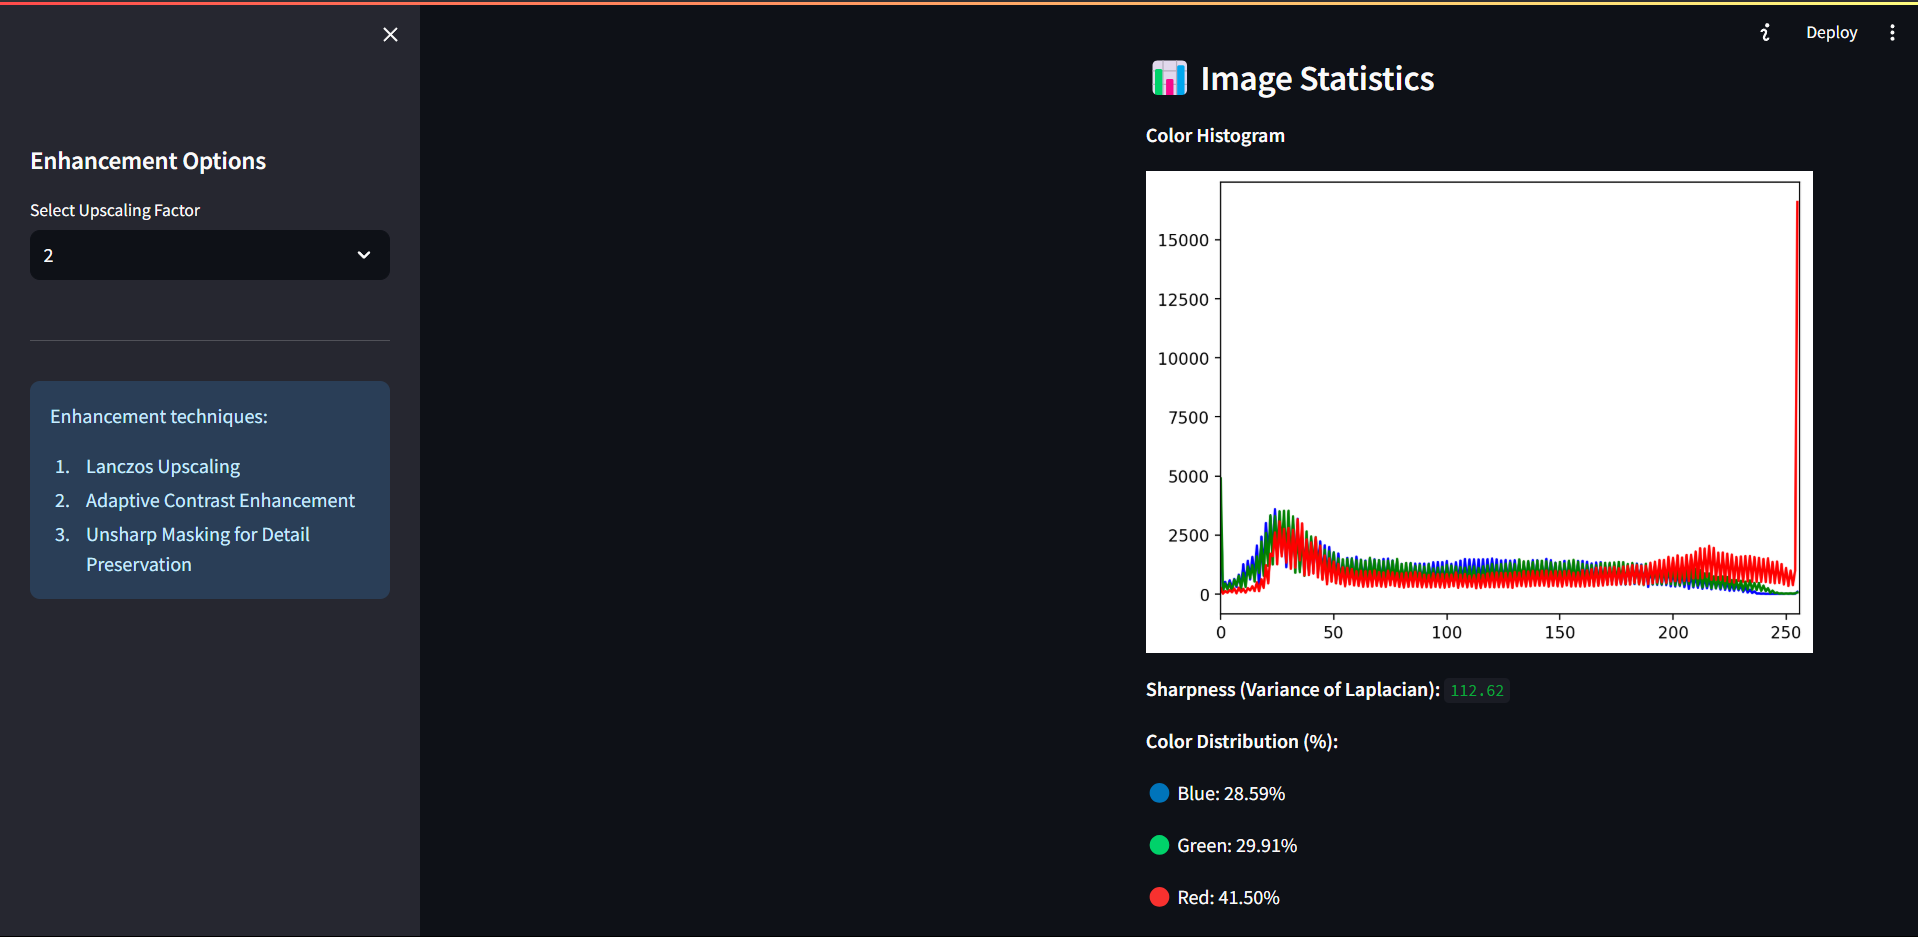 Deploy
Enhancement Options
Select Upscaling Factor
2
Enhancement techniques:
1. Lanczos Upscaling
2. Adaptive Contrast Enhancement
3. Unsharp Masking for Detail
Preservation
Image Statistics
Color Histogram
15000
12500
10000
7500
5000
2500
0
0 50 100 150 200 250
Sharpness (Variance of Laplacian): 112.62
Color Distribution (%):
Blue: 28.59%
Green: 29.91%
Red: 41.50%